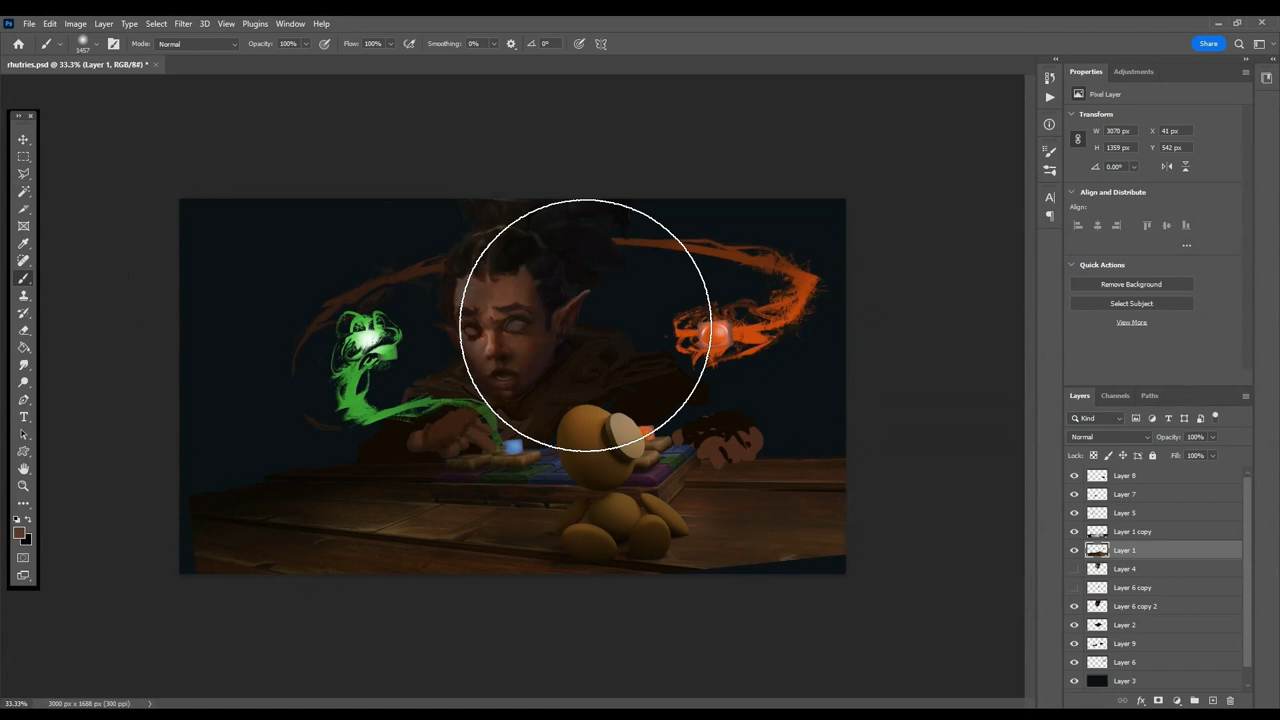 Ps File Edit Image Layer Type Select Filter 3D View Plugins Window Help
1457 Mode: Normal Opacity: 100% Flow: 100% Smoothing: 0% 0° Share
rhutries.psd @ 33.3% (Layer 1, RGB/8#) *
Properties Adjustments
Pixel Layer
Transform
W 3070 px X 41 px
H 1359 px Y 542 px
0.00°
Align and Distribute
Align:
Quick Actions
Remove Background
Select Subject
View More
Layers Channels Paths
Kind
Normal Opacity: 100%
Lock: Fill: 100%
Layer 8
Layer 7
Layer 5
Layer 1 copy
Layer 1
Layer 4
Layer 6 copy
Layer 6 copy 2
Layer 2
Layer 9
Layer 6
Layer 3
33.33% 3000 px x 1688 px (300 ppi)